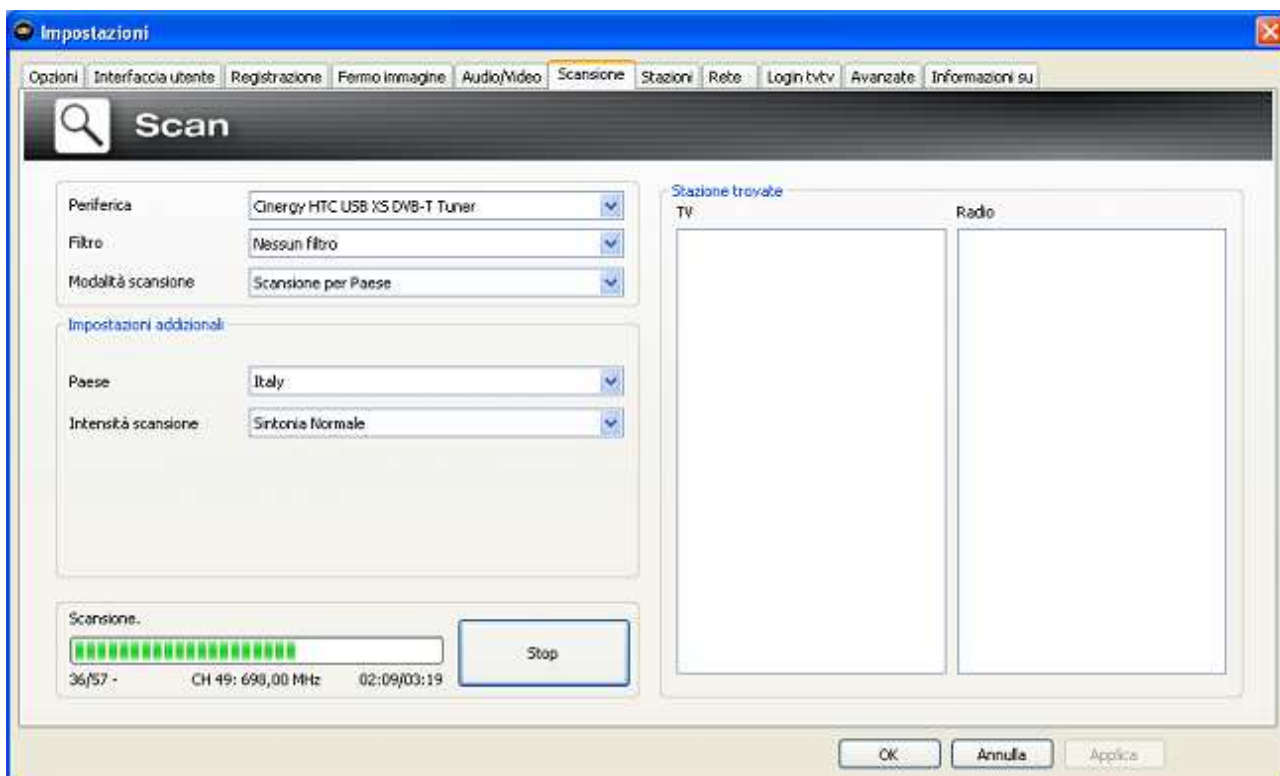 Impostazioni
Opzioni Interfaccia utente Registrazione Fermo immagine Audio/Video Scansione Stazioni Rete Login tvtv Avanzate Informazioni su
Scan
Periferica Cinergy HTC USB XS DVB-T Tuner
Filtro Nessun filtro
Modalità scansione Scansione per Paese
Impostazioni addizionali
Paese Italy
Intensità scansione Sintonia Normale
Scansione.
36/57 - CH 49: 698,00 MHz 02:09/03:19
Stop
Stazione trovate
TV Radio
OK Annulla Applica